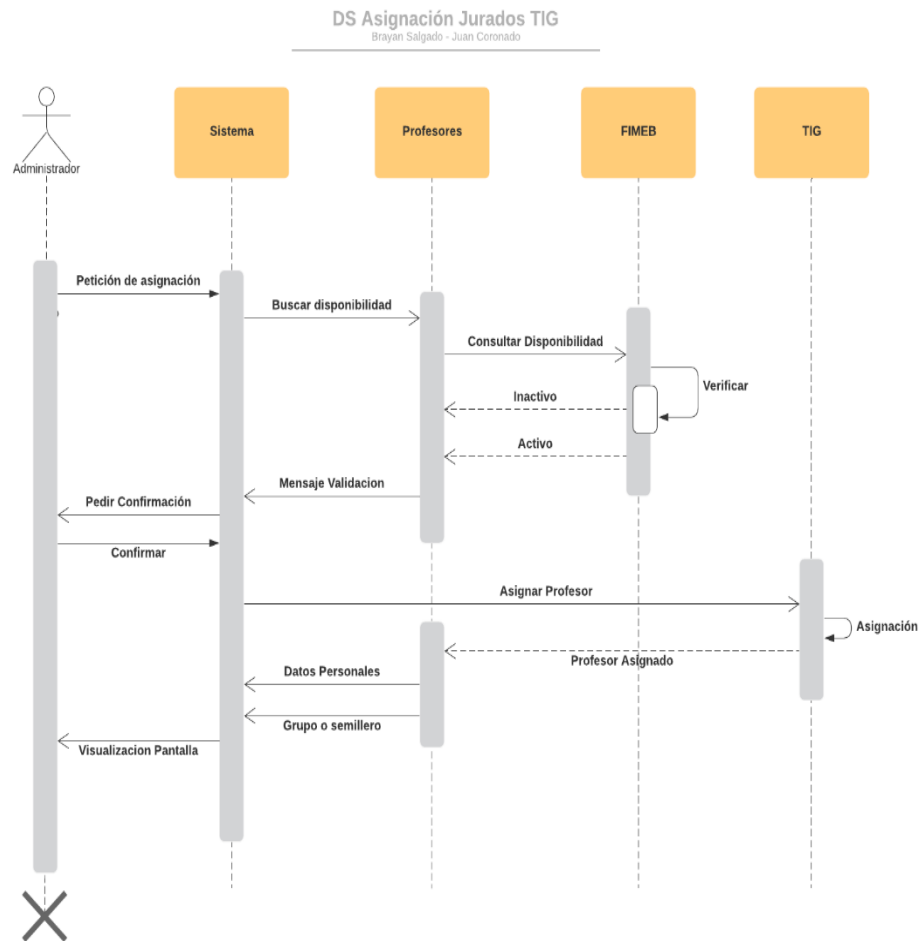 DS Asignación Jurados TIG
Brayan Salgado - Juan Coronado
Administrador
Sistema
Profesores
FIMEB
TIG
Petición de asignación
Buscar disponibilidad
Consultar Disponibilidad
Verificar
Inactivo
Activo
Mensaje Validacion
Pedir Confirmación
Confirmar
Asignar Profesor
Asignación
Profesor Asignado
Datos Personales
Grupo o semillero
Visualizacion Pantalla